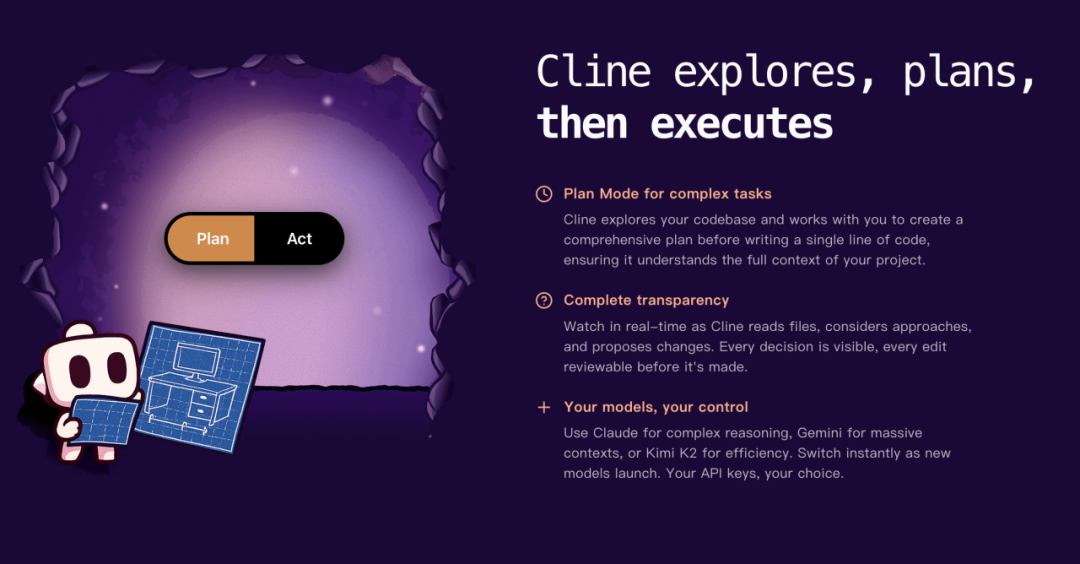 Cline explores, plans,
then executes
Plan Mode for complex tasks
Cline explores your codebase and works with you to create a
comprehensive plan before writing a single line of code,
ensuring it understands the full context of your project.
Plan Act
Complete transparency
Watch in real-time as Cline reads files, considers approaches,
and proposes changes. Every decision is visible, every edit
reviewable before it's made.
Your models, your control
Use Claude for complex reasoning, Gemini for massive
contexts, or Kimi K2 for efficiency. Switch instantly as new
models launch. Your API keys, your choice.